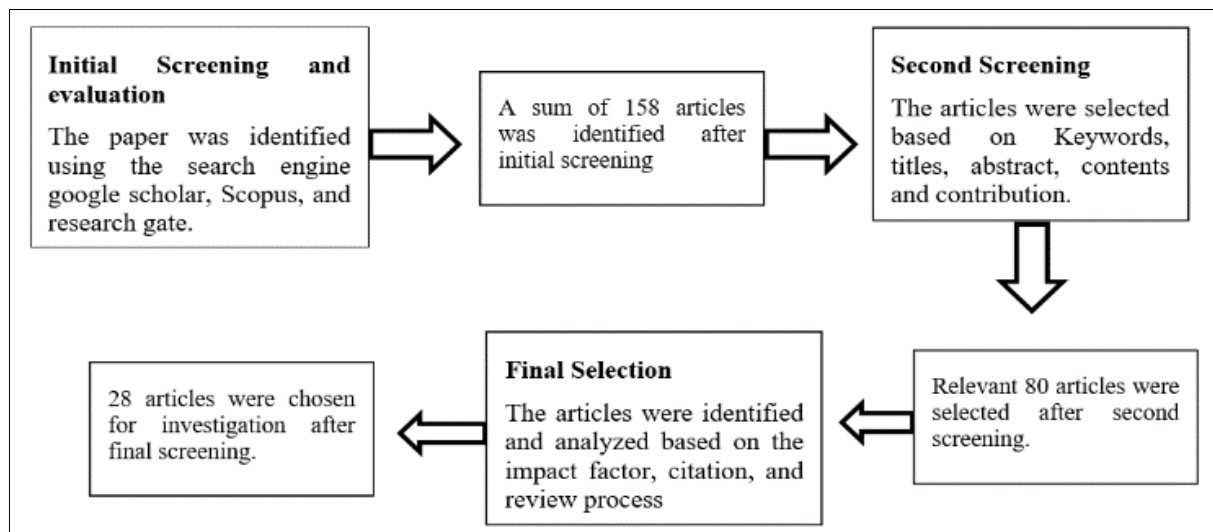 Initial Screening and
evaluation
The paper was identified
using the search engine
google scholar, Scopus, and
research gate.
A sum of 158 articles
was identified after
initial screening
Second Screening
The articles were selected
based on Keywords,
titles, abstract, contents
and contribution.
Relevant 80 articles were
selected after second
screening.
Final Selection
The articles were identified
and analyzed based on the
impact factor, citation, and
review process
28 articles were chosen
for investigation after
final screening.